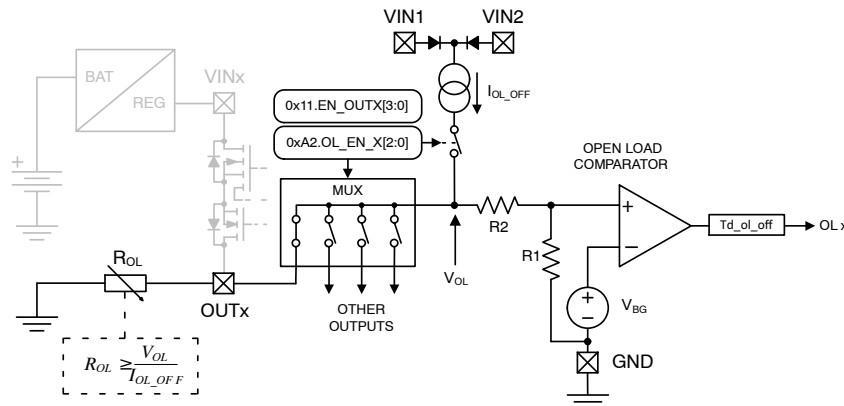 VIN1 VIN2
BAT
REG
VINx
I_OL_OFF
0x11.EN_OUTX[3:0]
0xA2.OL_EN_X[2:0]
OPEN LOAD
COMPARATOR
MUX
+
R2
+
−
Td_ol_off
OL x
R1
V_OL
R_OL
OUTx
OTHER
OUTPUTS
+
−
V_BG
R_OL ≥ V_OL / I_OL_OFF
GND